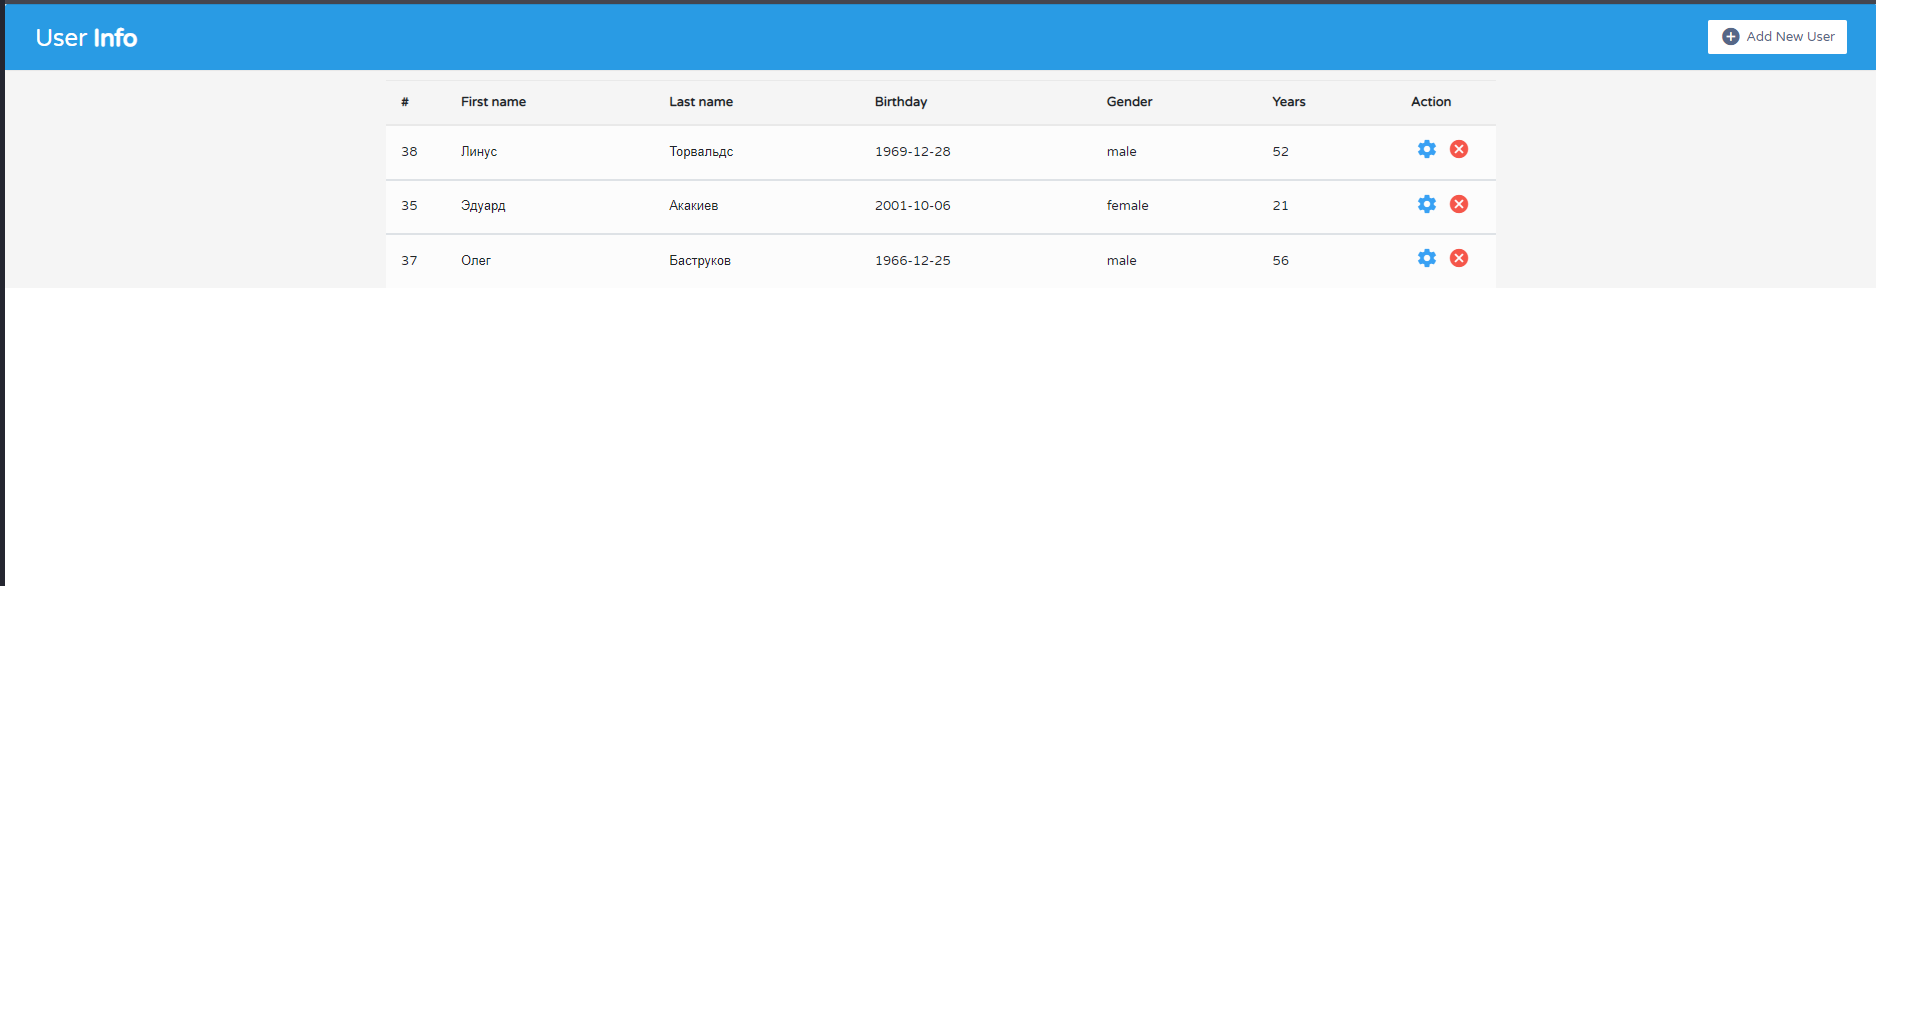 User Info
Add New User
# First name Last name Birthday Gender Years Action
38 Линус Торвальдс 1969-12-28 male 52
35 Эдуард Акакиев 2001-10-06 female 21
37 Олег Баструков 1966-12-25 male 56